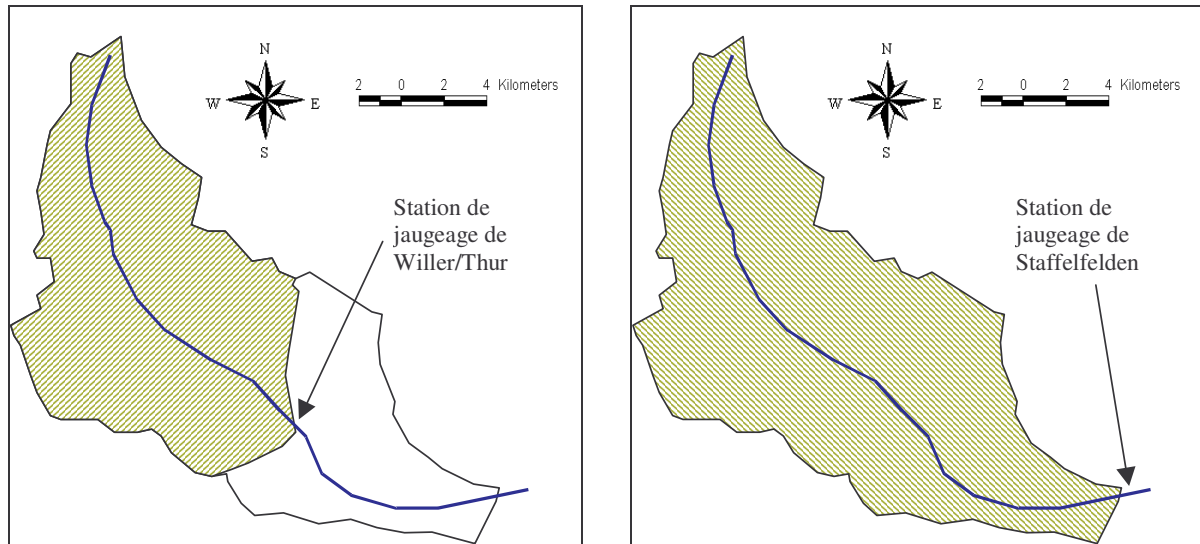 N
W E
S
2 0 2 4 Kilometers
Station de
jaugeage de
Willer/Thur
N
W E
S
2 0 2 4 Kilometers
Station de
jaugeage de
Staffelfelden